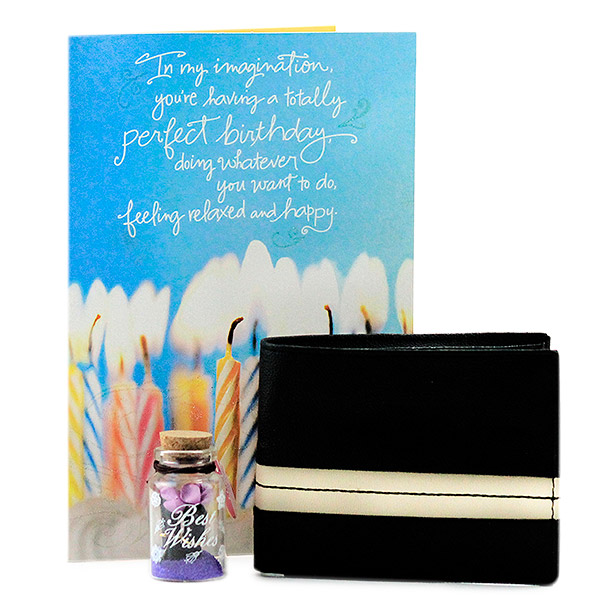 In my imagination,
you're having a totally
perfect birthday,
doing whatever
you want to do,
feeling relaxed and happy.
Best
Wishes